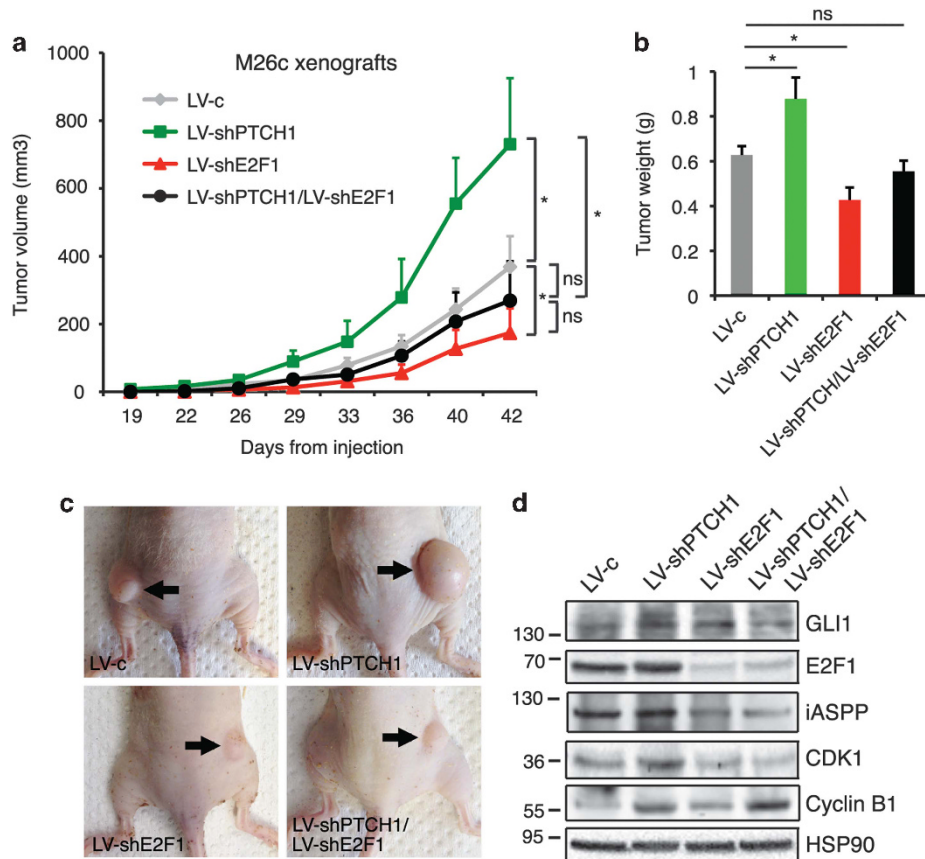 a
M26c xenografts
LV-c
LV-shPTCH1
LV-shE2F1
LV-shPTCH1/LV-shE2F1
Tumor volume (mm3)
1000
800
600
400
200
0
19 22 26 29 33 36 40 42
Days from injection
*
*
*
ns
ns
b
ns
*
*
Tumor weight (g)
1
0.8
0.6
0.4
0.2
0
LV-c
LV-shPTCH1
LV-shE2F1
LV-shPTCH/LV-shE2F1
c
LV-c
LV-shPTCH1
LV-shE2F1
LV-shPTCH1/
LV-shE2F1
d
LV-c
LV-shPTCH1
LV-shE2F1
LV-shPTCH1/
LV-shE2F1
130 GLI1
70 E2F1
130 iASPP
36 CDK1
55 Cyclin B1
95 HSP90